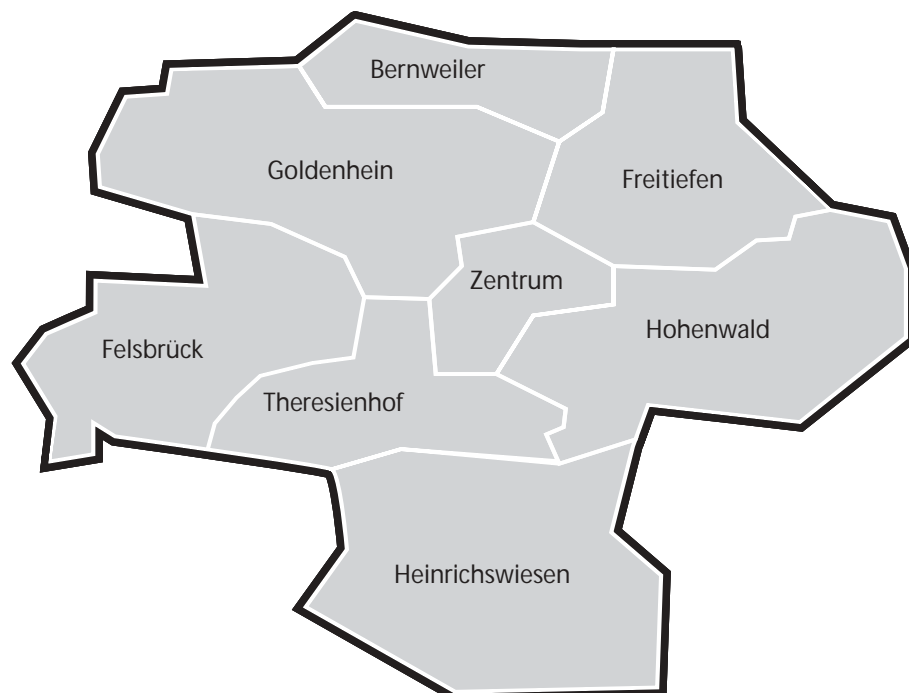 Bernweiler
Goldenhein
Freitiefen
Zentrum
Hohenwald
Felsbrück
Theresienhof
Heinrichswiesen